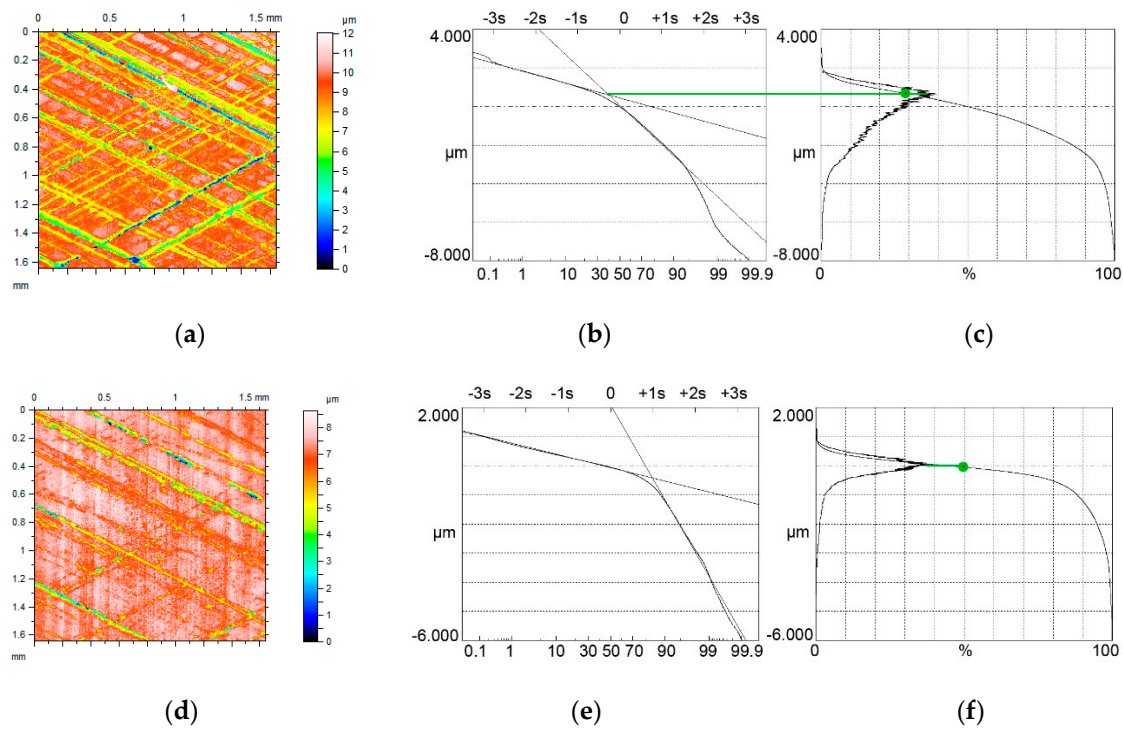 0 0.5 1 1.5 mm
µm
0
0.2
0.4
0.6
0.8
1
1.2
1.4
1.6
mm
12
11
10
9
8
7
6
5
4
3
2
1
0
-3s -2s -1s 0 +1s +2s +3s
4.000
µm
-8.000
0.1 1 10 30 50 70 90 99 99.9
4.000
µm
-8.000
0 % 100
(a) (b) (c)
0 0.5 1 1.5 mm
µm
0
0.2
0.4
0.6
0.8
1
1.2
1.4
1.6
mm
8
7
6
5
4
3
2
1
0
-3s -2s -1s 0 +1s +2s +3s
2.000
µm
-6.000
0.1 1 10 30 50 70 90 99 99.9
2.000
µm
-6.000
0 % 100
(d) (e) (f)